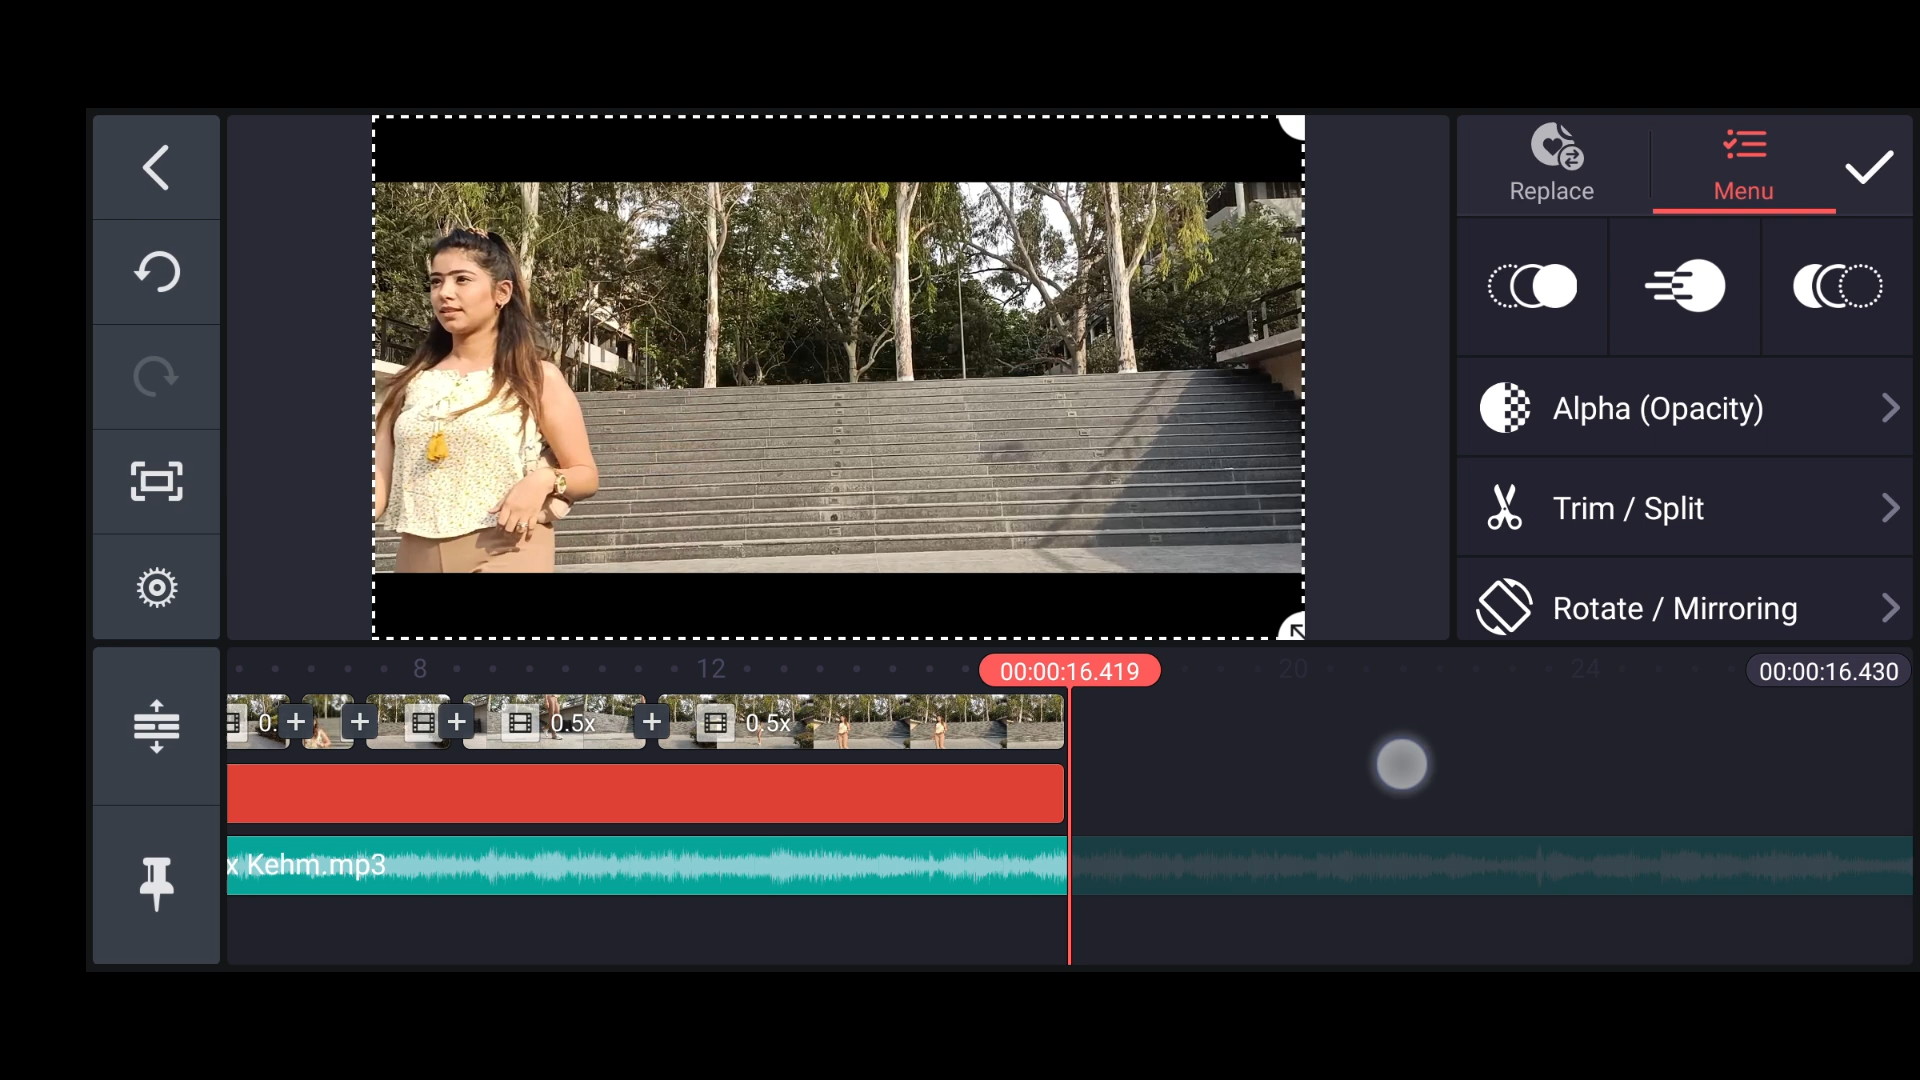 Replace
Menu
Alpha (Opacity)
Trim / Split
Rotate / Mirroring
8
12
00:00:16.419
20
24
00:00:16.430
0.
0.5x
0.5x
x Kehm.mp3